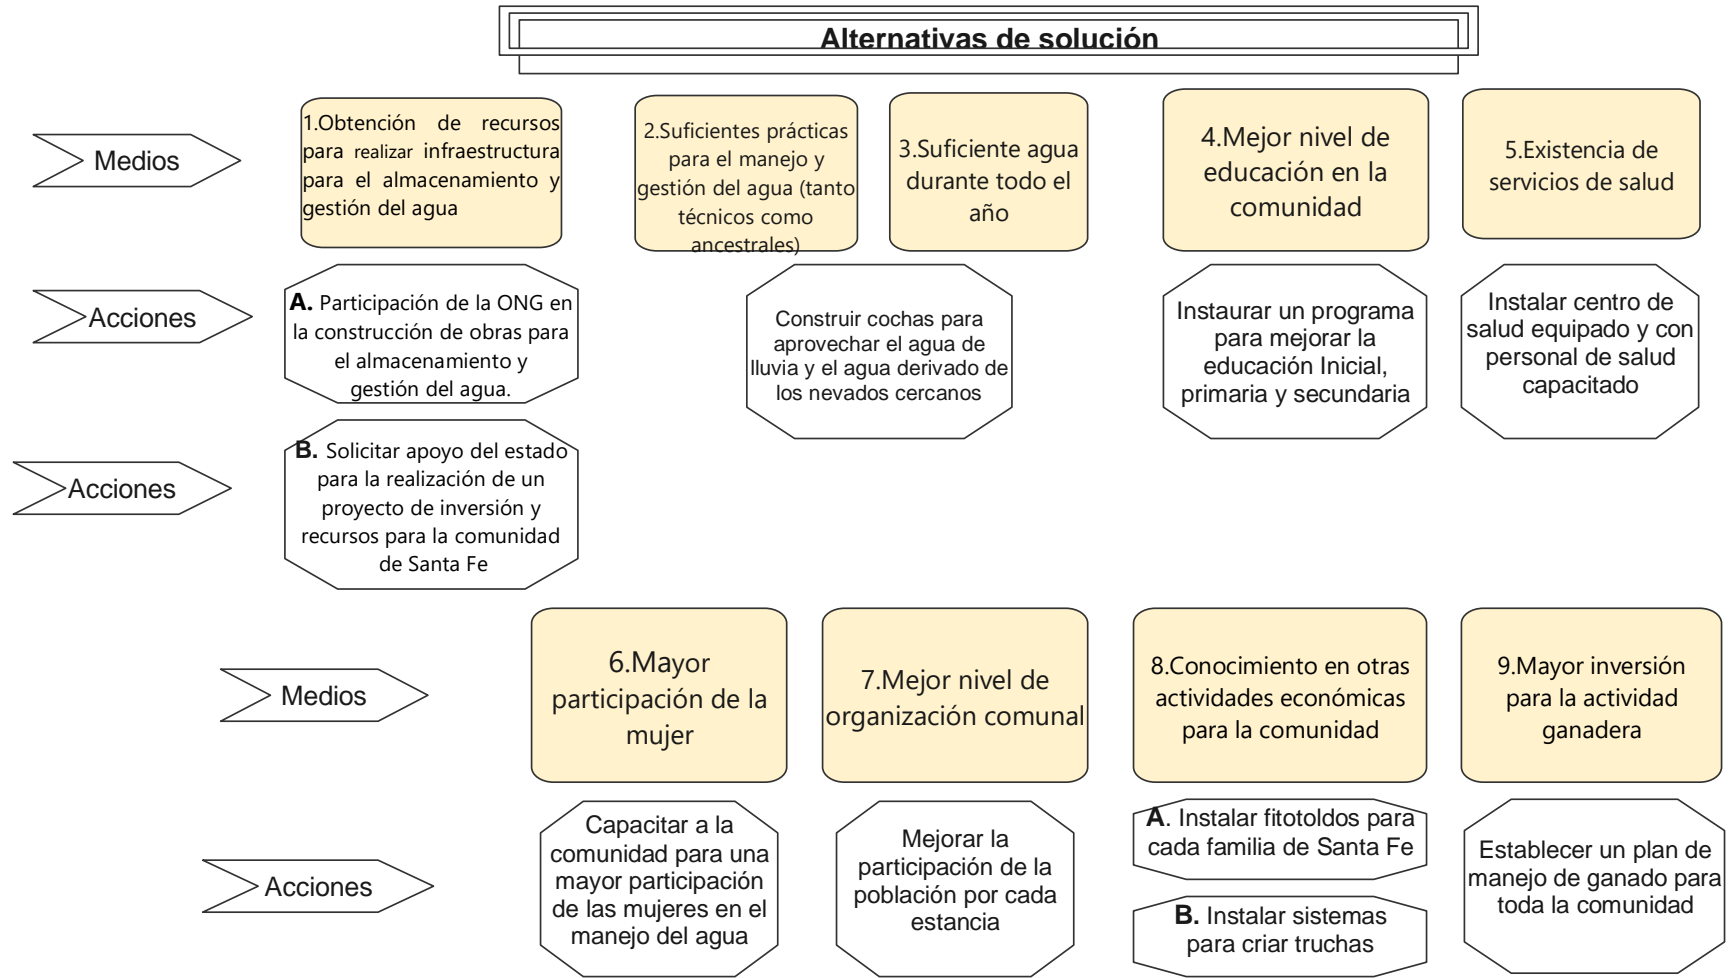 Alternativas de solución
Medios
1.Obtención de recursos
para realizar infraestructura
para el almacenamiento y
gestión del agua
2.Suficientes prácticas
para el manejo y
gestión del agua (tanto
técnicos como
ancestrales)
3.Suficiente agua
durante todo el
año
4.Mejor nivel de
educación en la
comunidad
5.Existencia de
servicios de salud
Acciones
A. Participación de la ONG en
la construcción de obras para
el almacenamiento y
gestión del agua.
Construir cochas para
aprovechar el agua de
lluvia y el agua derivado de
los nevados cercanos
Instaurar un programa
para mejorar la
educación Inicial,
primaria y secundaria
Instalar centro de
salud equipado y con
personal de salud
capacitado
Acciones
B. Solicitar apoyo del estado
para la realización de un
proyecto de inversión y
recursos para la comunidad
de Santa Fe
Medios
6.Mayor
participación de la
mujer
7.Mejor nivel de
organización comunal
8.Conocimiento en otras
actividades económicas
para la comunidad
9.Mayor inversión
para la actividad
ganadera
Acciones
Capacitar a la
comunidad para una
mayor participación
de las mujeres en el
manejo del agua
Mejorar la
participación de la
población por cada
estancia
A. Instalar fitotoldos para
cada familia de Santa Fe
B. Instalar sistemas
para criar truchas
Establecer un plan de
manejo de ganado para
toda la comunidad